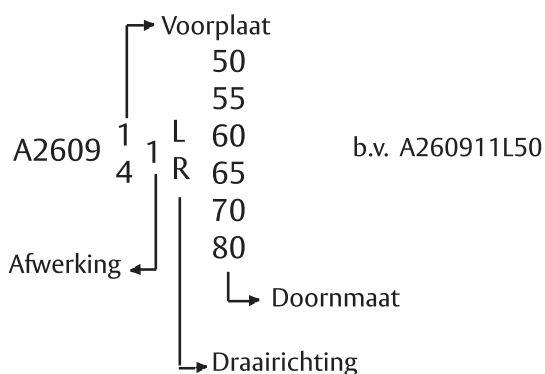 Voorplaat
50
55
1 L 60
A2609 1 b.v. A260911L50
4 R 65
70
80
Afwerking
Doornmaat
Draairichting